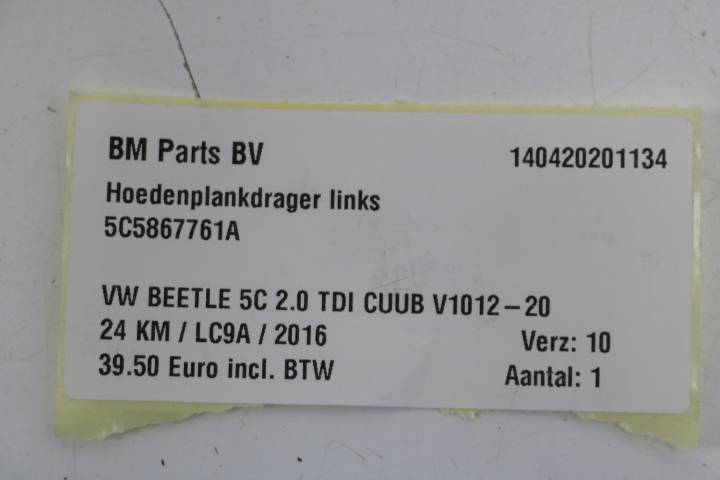 BM Parts BV 140420201134
Hoedenplankdrager links
5C5867761A
VW BEETLE 5C 2.0 TDI CUUB V1012-20
24 KM / LC9A / 2016 Verz: 10
39.50 Euro incl. BTW Aantal: 1